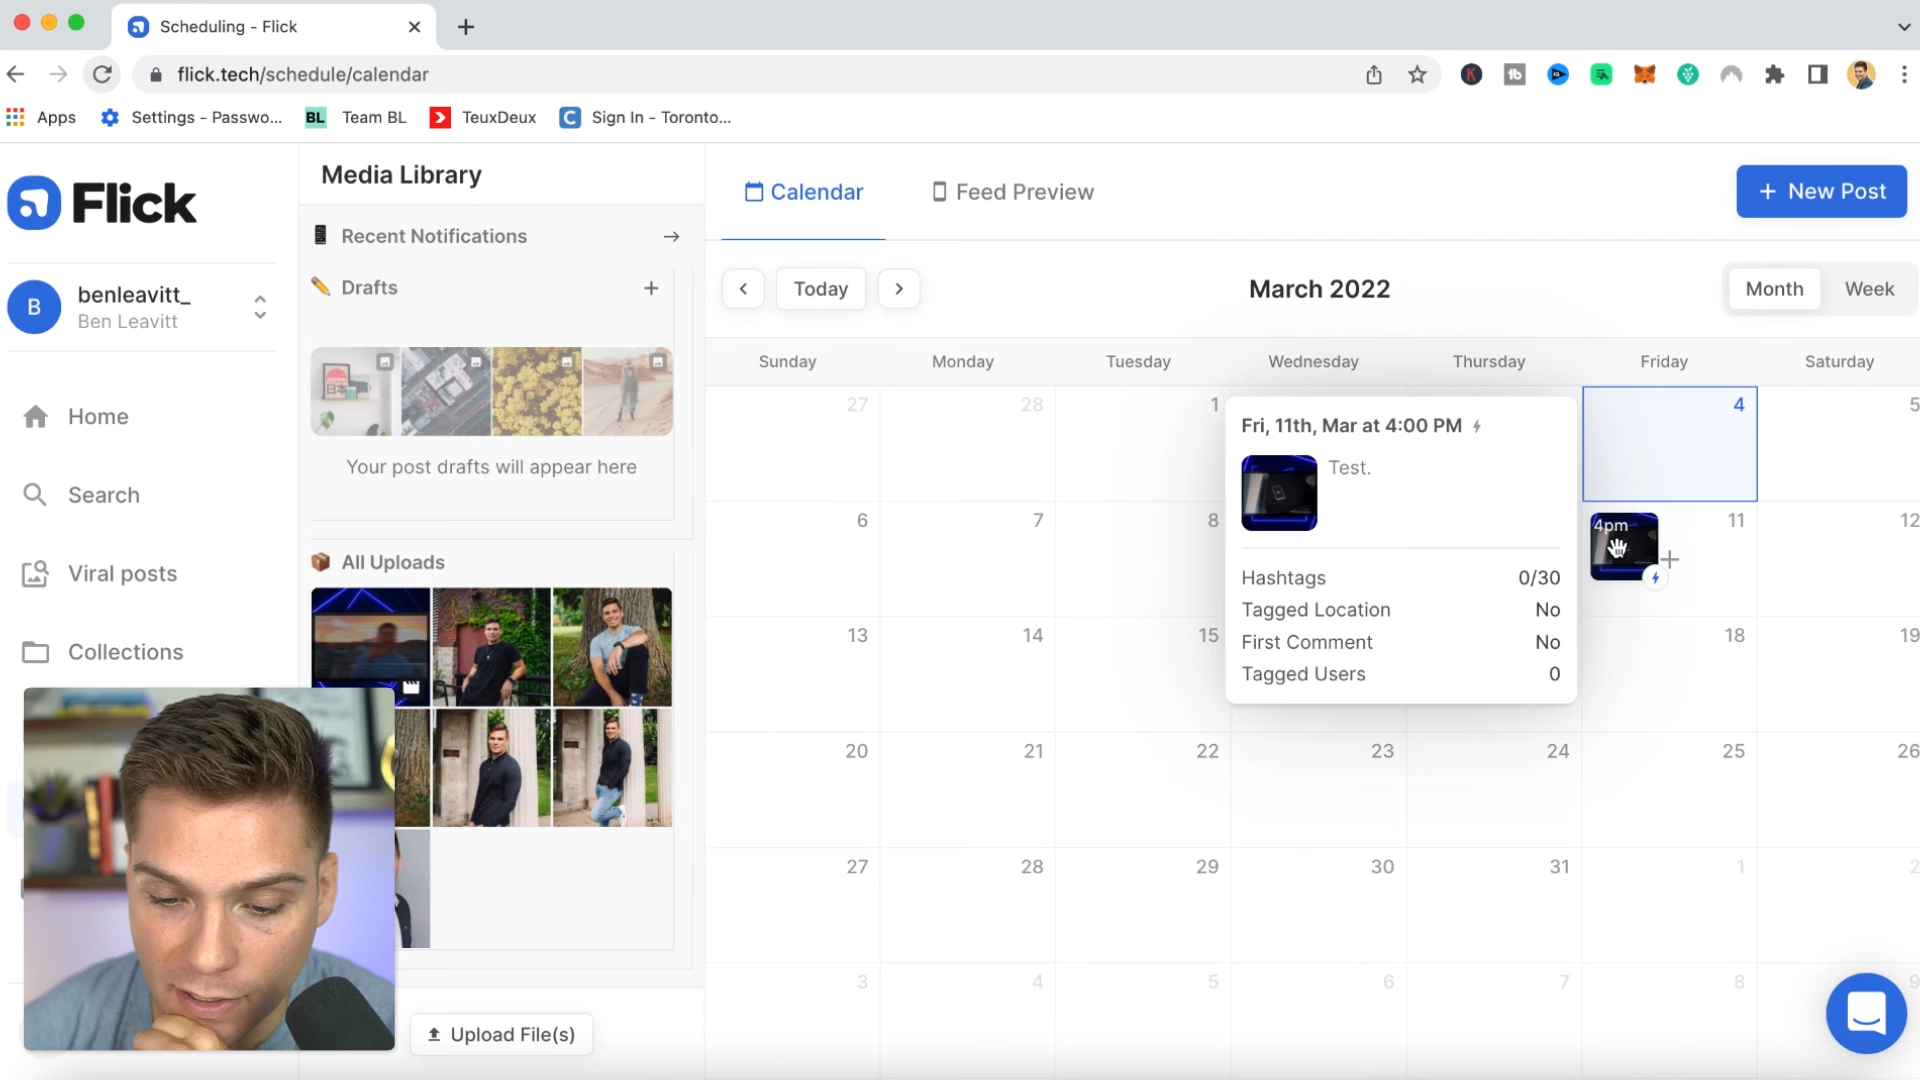 Scheduling - Flick
flick.tech/schedule/calendar
Apps
Settings - Passwo...
BL Team BL
TeuxDeux
C Sign In - Toronto...
Flick
B
benleavitt_
Ben Leavitt
Home
Search
Viral posts
Collections
Media Library
Recent Notifications
Drafts
Your post drafts will appear here
All Uploads
Upload File(s)
Calendar
Feed Preview
+ New Post
Today
March 2022
Month Week
Sunday Monday Tuesday Wednesday Thursday Friday Saturday
27 28 1 4 5
Fri, 11th, Mar at 4:00 PM
Test.
Hashtags 0/30
Tagged Location No
First Comment No
Tagged Users 0
6 7 8 4pm 11 12
13 14 15 18 19
20 21 22 23 24 25 26
27 28 29 30 31 1 2
3 4 5 6 7 8 9